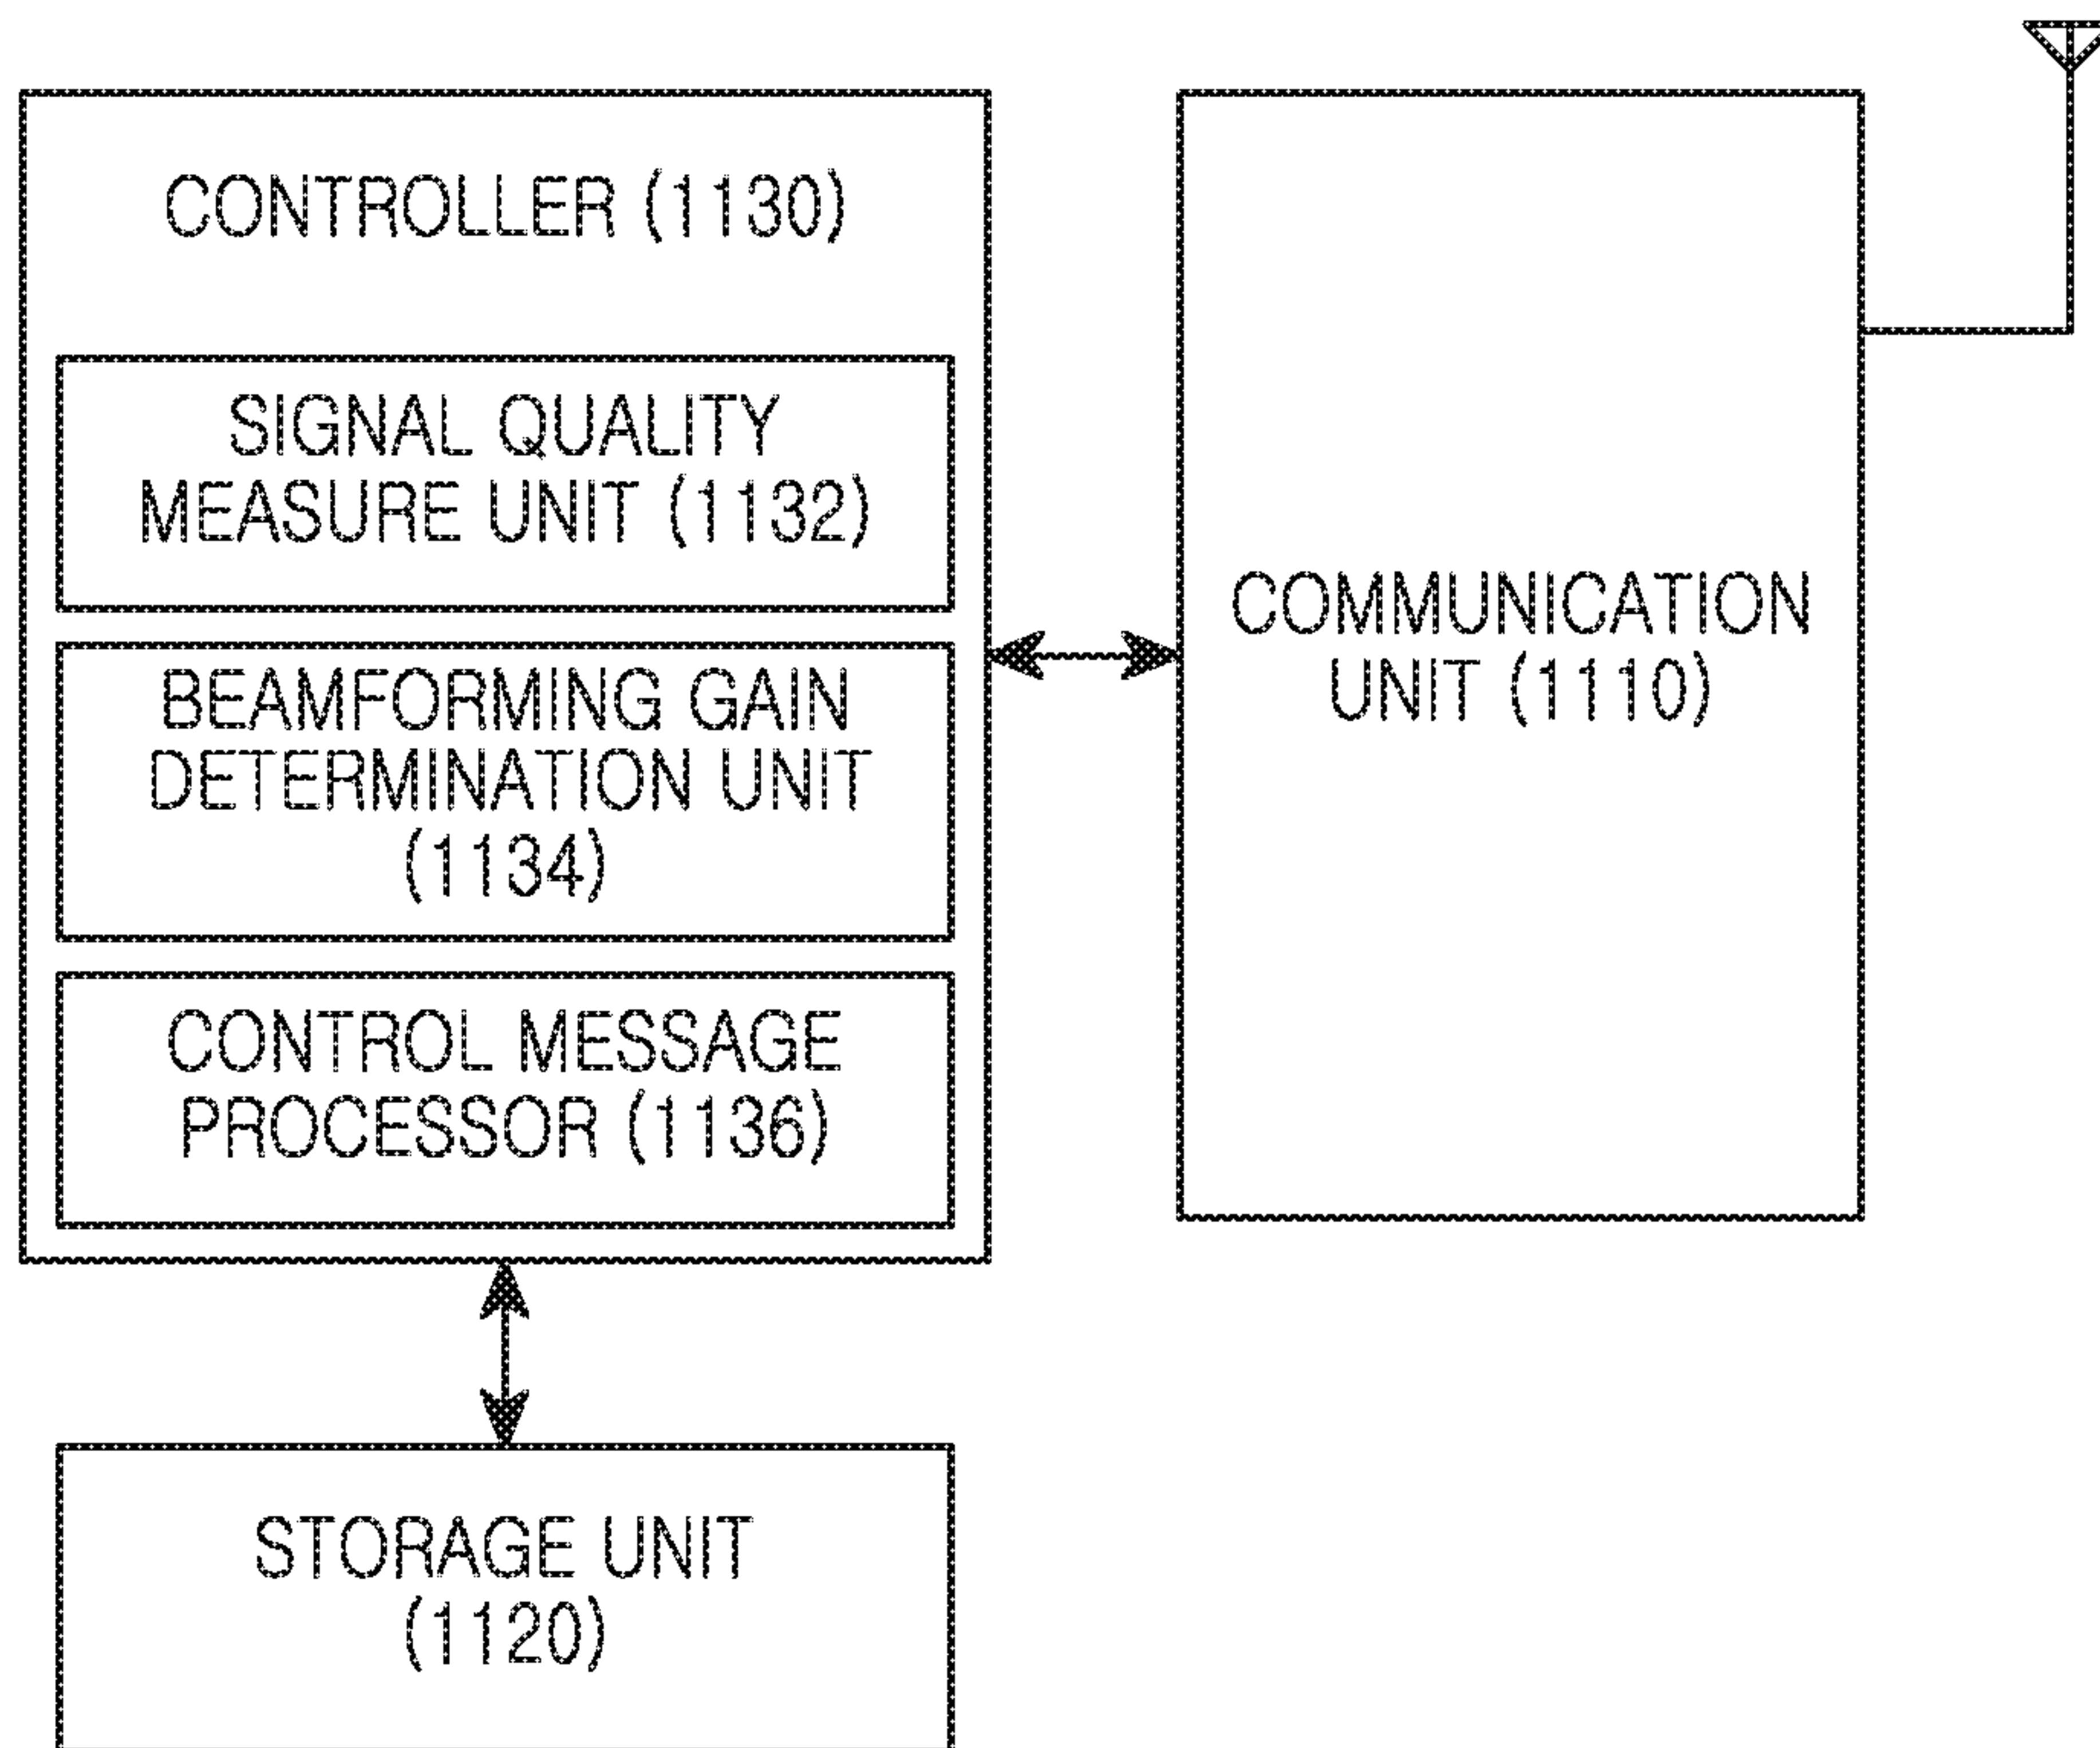 CONTROLLER (1130)
SIGNAL QUALITY
MEASURE UNIT (1132)
BEAMFORMING GAIN
DETERMINATION UNIT
(1134)
CONTROL MESSAGE
PROCESSOR (1136)
COMMUNICATION
UNIT (1110)
STORAGE UNIT
(1120)